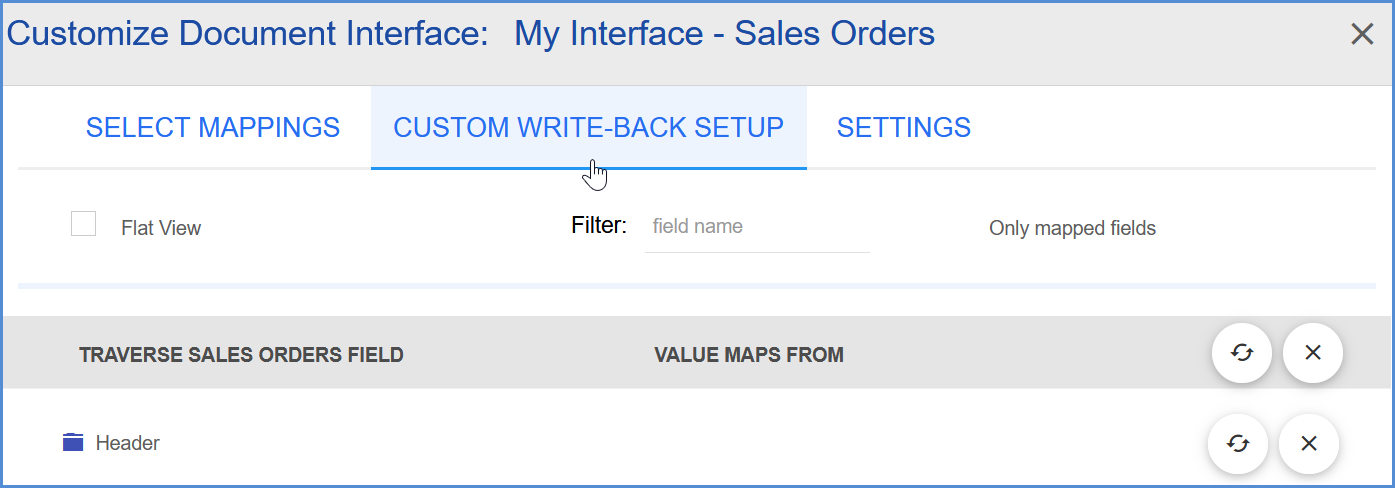 Customize Document Interface: My Interface - Sales Orders
SELECT MAPPINGS CUSTOM WRITE-BACK SETUP SETTINGS
Flat View Filter: field name Only mapped fields
TRAVERSE SALES ORDERS FIELD VALUE MAPS FROM
Header